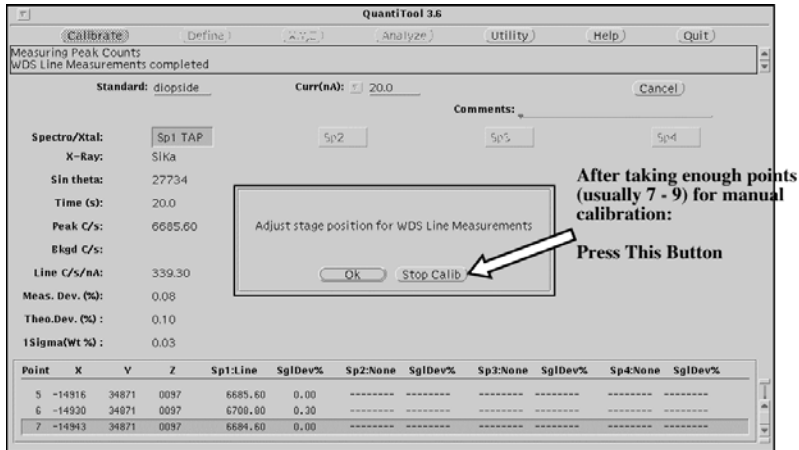 QuantiTool 3.6
Calibrate Define X,Y,Z Analyze Utility Help Quit
Measuring Peak Counts
WDS Line Measurements completed
Standard: diopside Curr(nA): 20.0 Cancel
Comments:
Spectro/Xtal: Sp1 TAP Sp2 Sp4
X-Ray: SiKa
Sin theta: 27734
Time (s): 20.0
Peak C/s: 6685.60
Bkgd C/s:
Line C/s/nA: 339.30
Meas. Dev. (%): 0.08
Theo.Dev. (%) : 0.10
1Sigma(Wt %) : 0.03
Adjust stage position for WDS Line Measurements
Ok Stop Calib
After taking enough points
(usually 7 - 9) for manual
calibration:
Press This Button
Point X Y Z Sp1:Line SglDev% Sp2:None SglDev% Sp3:None SglDev% Sp4:None SglDev%
5 -14916 34871 0097 6685.60 0.00 -------- -------- -------- -------- -------- --------
6 -14930 34871 0097 6700.80 0.30 -------- -------- -------- -------- -------- --------
7 -14943 34871 0097 6684.60 0.00 -------- -------- -------- -------- -------- --------